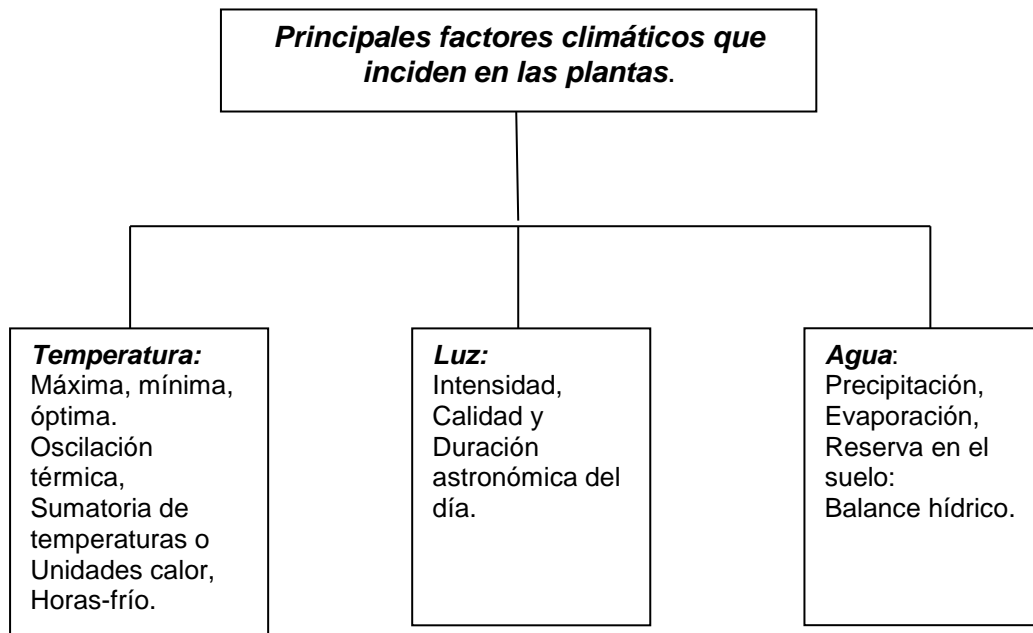 Principales factores climáticos que
inciden en las plantas.
Temperatura:
Máxima, mínima,
óptima.
Oscilación
térmica,
Sumatoria de
temperaturas o
Unidades calor,
Horas-frío.
Luz:
Intensidad,
Calidad y
Duración
astronómica del
día.
Agua:
Precipitación,
Evaporación,
Reserva en el
suelo:
Balance hídrico.